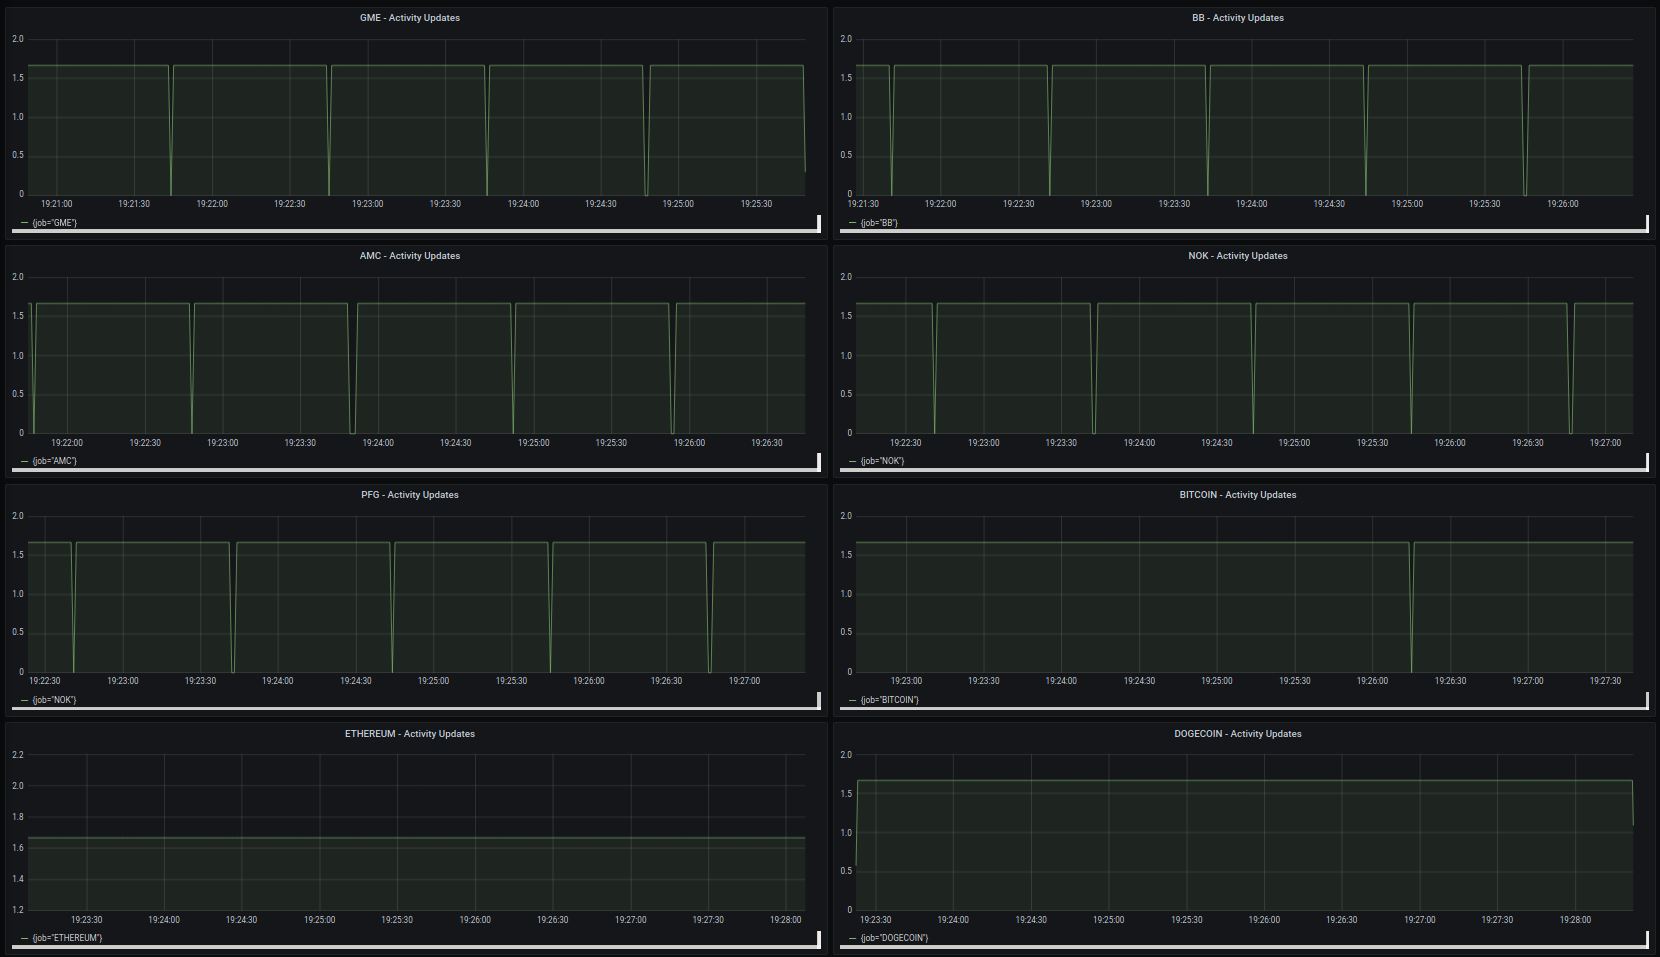 GME - Activity Updates
2.0
1.5
1.0
0.5
0
19:21:00 19:21:30 19:22:00 19:22:30 19:23:00 19:23:30 19:24:00 19:24:30 19:25:00 19:25:30
{job="GME"}
BB - Activity Updates
2.0
1.5
1.0
0.5
0
19:21:30 19:22:00 19:22:30 19:23:00 19:23:30 19:24:00 19:24:30 19:25:00 19:25:30 19:26:00
{job="BB"}
AMC - Activity Updates
2.0
1.5
1.0
0.5
0
19:22:00 19:22:30 19:23:00 19:23:30 19:24:00 19:24:30 19:25:00 19:25:30 19:26:00 19:26:30
{job="AMC"}
NOK - Activity Updates
2.0
1.5
1.0
0.5
0
19:22:30 19:23:00 19:23:30 19:24:00 19:24:30 19:25:00 19:25:30 19:26:00 19:26:30 19:27:00
{job="NOK"}
PFG - Activity Updates
2.0
1.5
1.0
0.5
0
19:22:30 19:23:00 19:23:30 19:24:00 19:24:30 19:25:00 19:25:30 19:26:00 19:26:30 19:27:00
{job="NOK"}
BITCOIN - Activity Updates
2.0
1.5
1.0
0.5
0
19:23:00 19:23:30 19:24:00 19:24:30 19:25:00 19:25:30 19:26:00 19:26:30 19:27:00 19:27:30
{job="BITCOIN"}
ETHEREUM - Activity Updates
2.2
2.0
1.8
1.6
1.4
1.2
19:23:30 19:24:00 19:24:30 19:25:00 19:25:30 19:26:00 19:26:30 19:27:00 19:27:30 19:28:00
{job="ETHEREUM"}
DOGECOIN - Activity Updates
2.0
1.5
1.0
0.5
0
19:23:30 19:24:00 19:24:30 19:25:00 19:25:30 19:26:00 19:26:30 19:27:00 19:27:30 19:28:00
{job="DOGECOIN"}